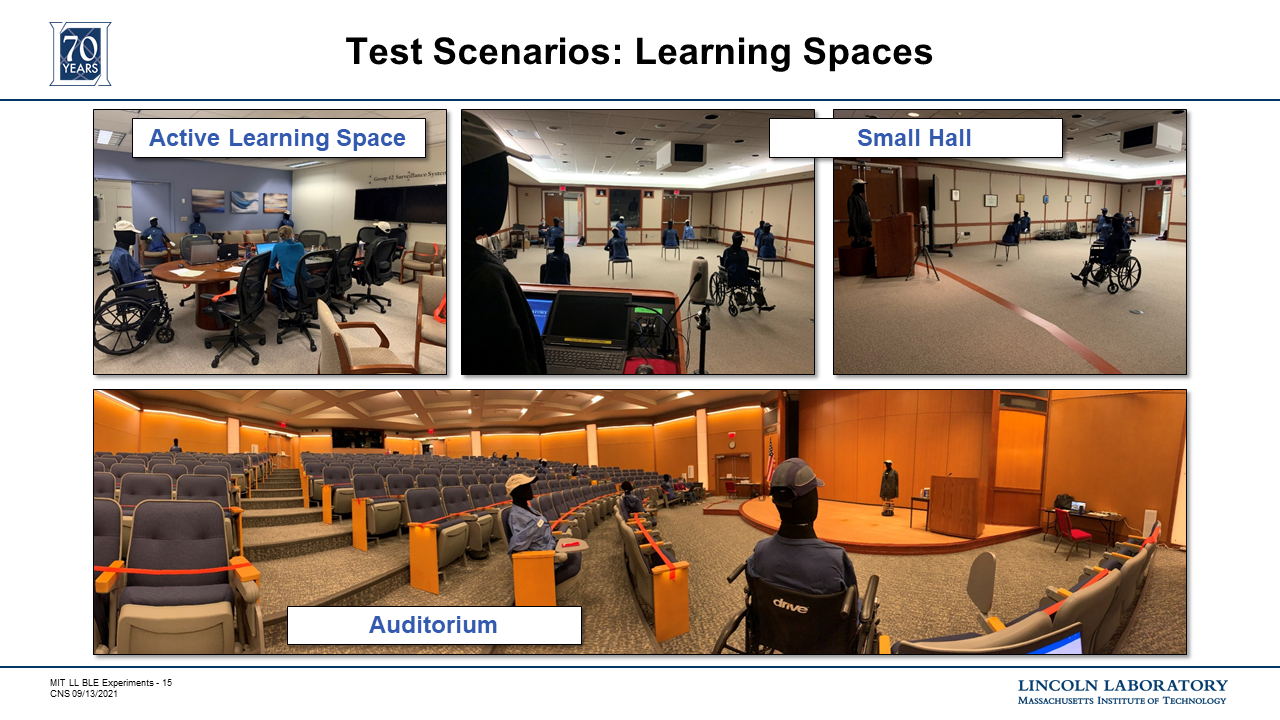 70
YEARS
Test Scenarios: Learning Spaces
Active Learning Space
Small Hall
Group 42 Surveillance System
drive
Auditorium
MIT LL BLE Experiments - 15
CNS 09/13/2021
LINCOLN LABORATORY
MASSACHUSETTS INSTITUTE OF TECHNOLOGY